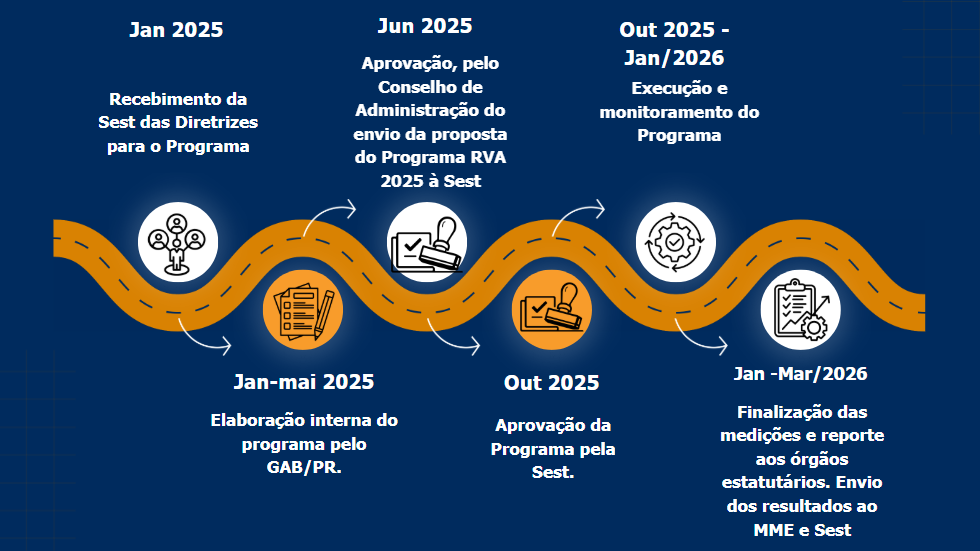 Jan 2025
Recebimento da
Sest das Diretrizes
para o Programa
Jan-mai 2025
Elaboração interna do
programa pelo
GAB/PR.
Jun 2025
Aprovação, pelo
Conselho de
Administração do
envio da proposta
do Programa RVA
2025 à Sest
Out 2025
Aprovação da
Programa pela
Sest.
Out 2025 -
Jan/2026
Execução e
monitoramento do
Programa
Jan -Mar/2026
Finalização das
medições e reporte
aos órgãos
estatutários. Envio
dos resultados ao
MME e Sest